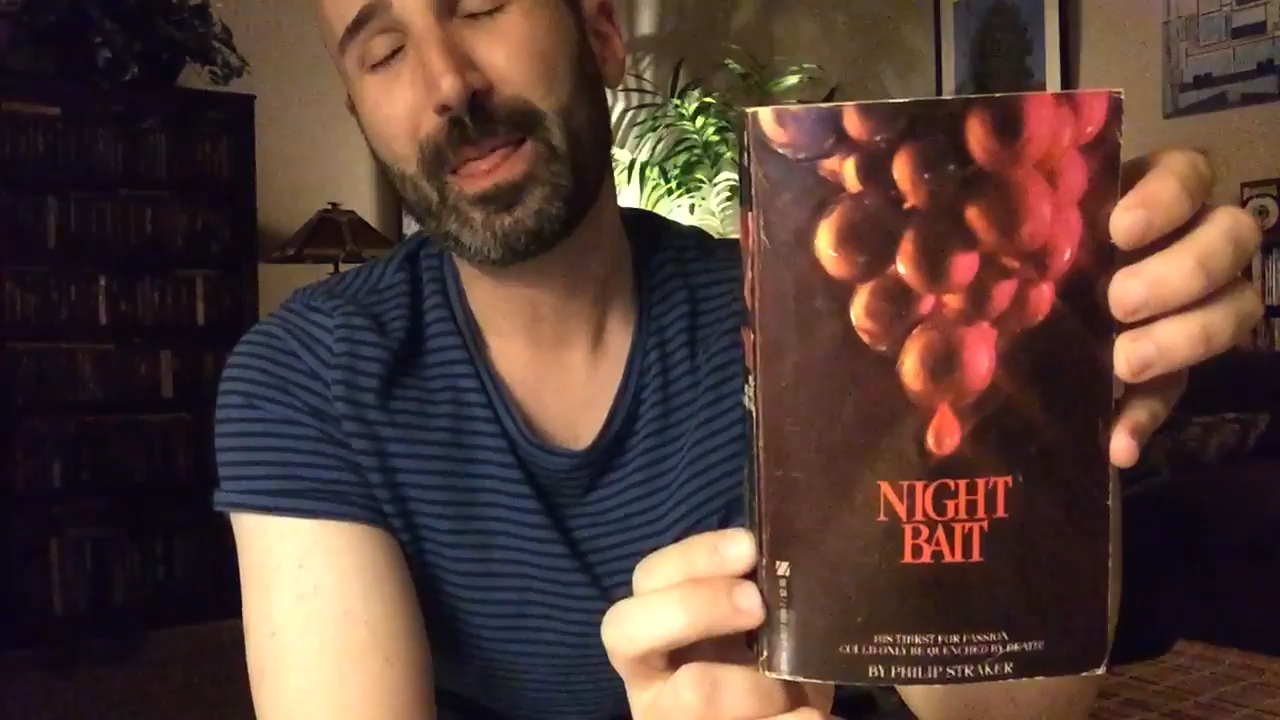 NIGHT
BAIT
HIS THIRST FOR PASSION
COULD ONLY BE QUENCHED BY DEATH!
BY PHILIP STRAKER